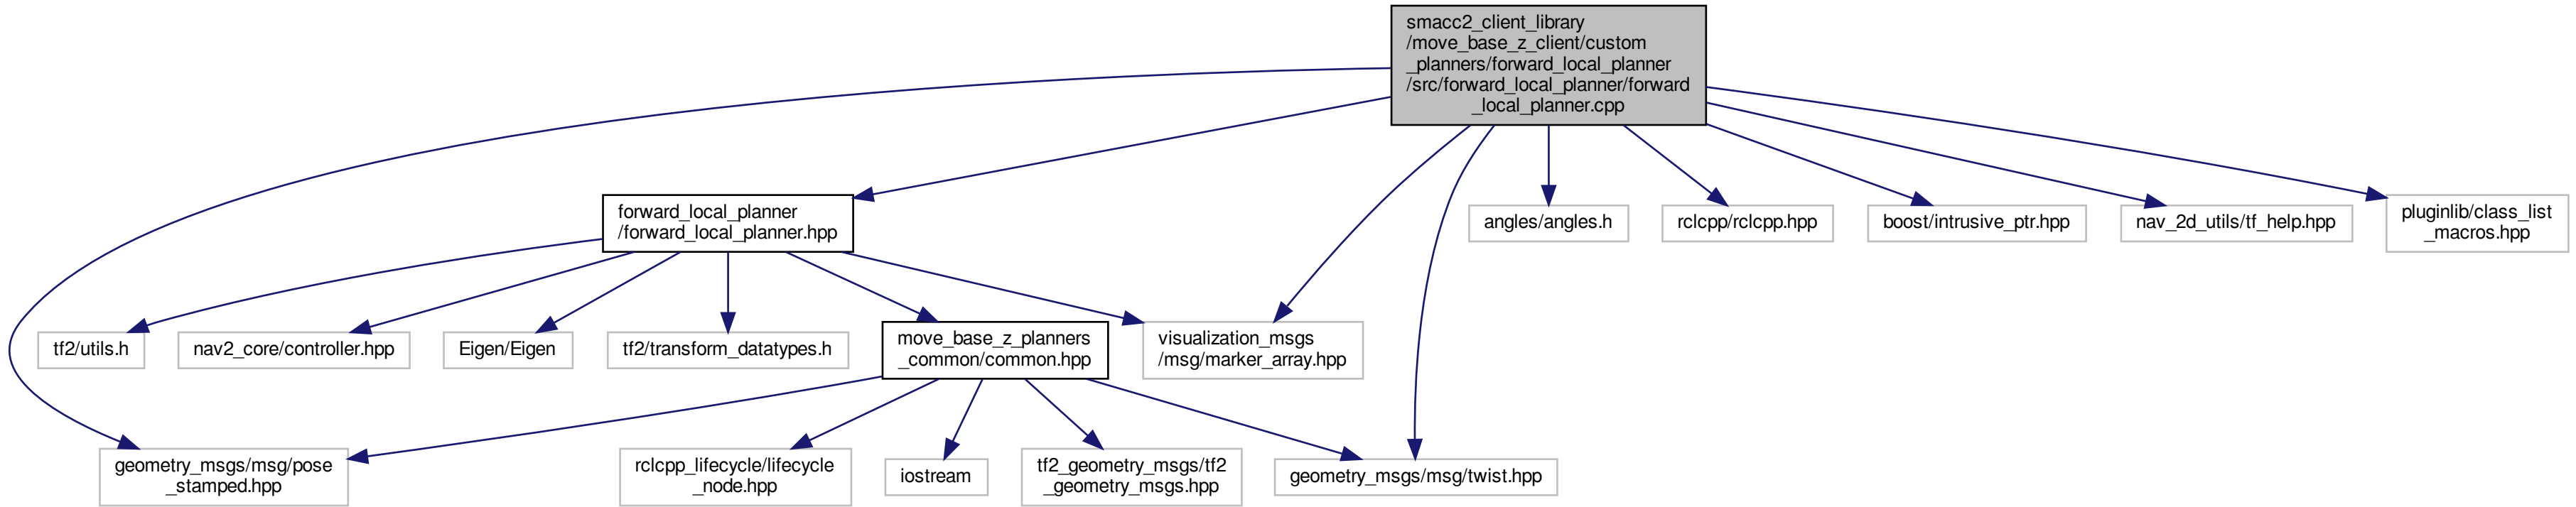 smacc2_client_library
/move_base_z_client/custom
_planners/forward_local_planner
/src/forward_local_planner/forward
_local_planner.cpp
forward_local_planner
/forward_local_planner.hpp
angles/angles.h
rclcpp/rclcpp.hpp
boost/intrusive_ptr.hpp
nav_2d_utils/tf_help.hpp
pluginlib/class_list
_macros.hpp
tf2/utils.h
nav2_core/controller.hpp
Eigen/Eigen
tf2/transform_datatypes.h
move_base_z_planners
_common/common.hpp
visualization_msgs
/msg/marker_array.hpp
geometry_msgs/msg/pose
_stamped.hpp
rclcpp_lifecycle/lifecycle
_node.hpp
iostream
tf2_geometry_msgs/tf2
_geometry_msgs.hpp
geometry_msgs/msg/twist.hpp